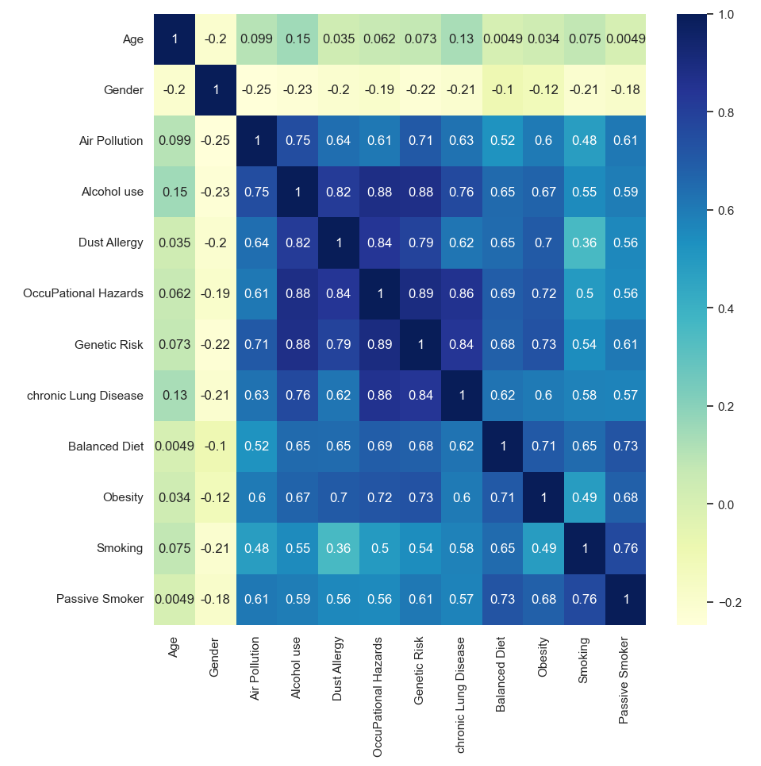 Age 1 -0.2 0.099 0.15 0.035 0.062 0.073 0.13 0.0049 0.034 0.075 0.0049
Gender -0.2 1 -0.25 -0.23 -0.2 -0.19 -0.22 -0.21 -0.1 -0.12 -0.21 -0.18
Air Pollution 0.099 -0.25 1 0.75 0.64 0.61 0.71 0.63 0.52 0.6 0.48 0.61
Alcohol use 0.15 -0.23 0.75 1 0.82 0.88 0.88 0.76 0.65 0.67 0.55 0.59
Dust Allergy 0.035 -0.2 0.64 0.82 1 0.84 0.79 0.62 0.65 0.7 0.36 0.56
OccuPational Hazards 0.062 -0.19 0.61 0.88 0.84 1 0.89 0.86 0.69 0.72 0.5 0.56
Genetic Risk 0.073 -0.22 0.71 0.88 0.79 0.89 1 0.84 0.68 0.73 0.54 0.61
chronic Lung Disease 0.13 -0.21 0.63 0.76 0.62 0.86 0.84 1 0.62 0.6 0.58 0.57
Balanced Diet 0.0049 -0.1 0.52 0.65 0.65 0.69 0.68 0.62 1 0.71 0.65 0.73
Obesity 0.034 -0.12 0.6 0.67 0.7 0.72 0.73 0.6 0.71 1 0.49 0.68
Smoking 0.075 -0.21 0.48 0.55 0.36 0.5 0.54 0.58 0.65 0.49 1 0.76
Passive Smoker 0.0049 -0.18 0.61 0.59 0.56 0.56 0.61 0.57 0.73 0.68 0.76 1
Age
Gender
Air Pollution
Alcohol use
Dust Allergy
OccuPational Hazards
Genetic Risk
chronic Lung Disease
Balanced Diet
Obesity
Smoking
Passive Smoker
1.0
0.8
0.6
0.4
0.2
0.0
−0.2